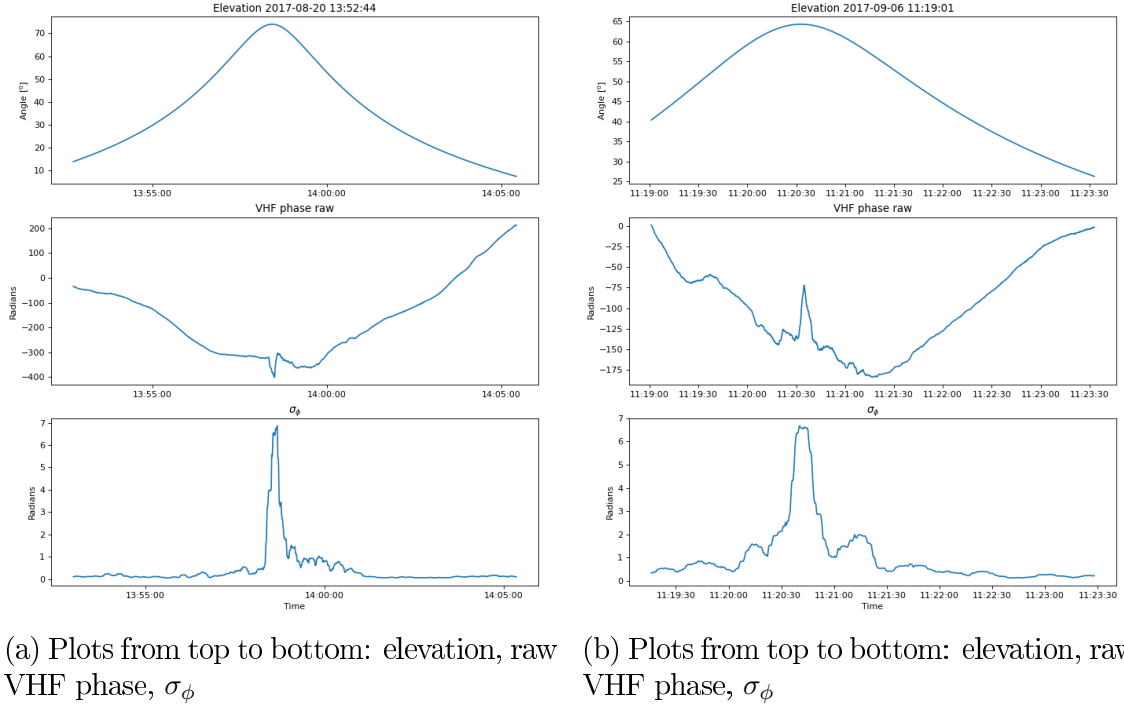 Elevation 2017-08-20 13:52:44
70
60
50
40
30
20
10
Angle [°]
13:55:00 14:00:00 14:05:00
VHF phase raw
200
100
0
−100
−200
−300
−400
Radians
13:55:00 14:00:00 14:05:00
σϕ
7
6
5
4
3
2
1
0
Radians
13:55:00 14:00:00 14:05:00
Time
(a) Plots from top to bottom: elevation, raw
VHF phase, σϕ
Elevation 2017-09-06 11:19:01
65
60
55
50
45
40
35
30
25
Angle [°]
11:19:00 11:19:30 11:20:00 11:20:30 11:21:00 11:21:30 11:22:00 11:22:30 11:23:00 11:23:30
VHF phase raw
0
−25
−50
−75
−100
−125
−150
−175
Radians
11:19:00 11:19:30 11:20:00 11:20:30 11:21:00 11:21:30 11:22:00 11:22:30 11:23:00 11:23:30
σϕ
7
6
5
4
3
2
1
0
Radians
11:19:30 11:20:00 11:20:30 11:21:00 11:21:30 11:22:00 11:22:30 11:23:00 11:23:30
Time
(b) Plots from top to bottom: elevation, raw
VHF phase, σϕ